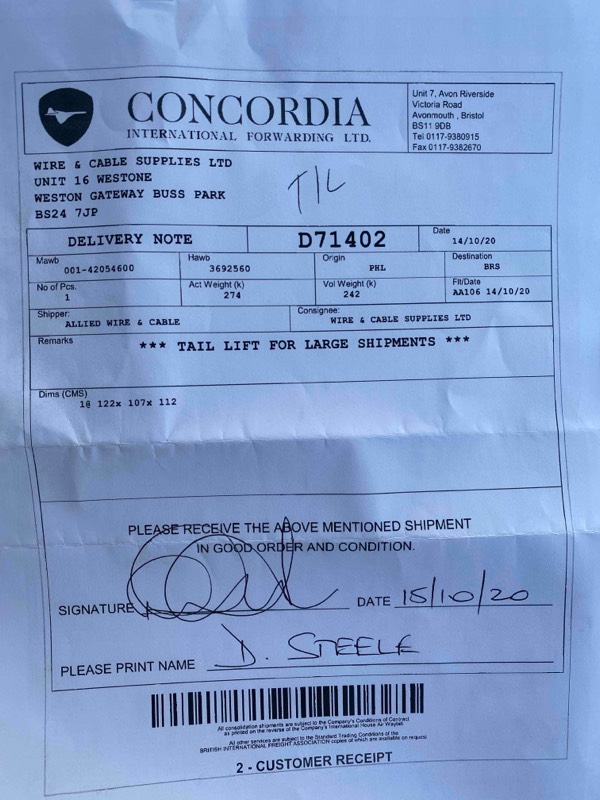 CONCORDIA
INTERNATIONAL FORWARDING LTD.
Unit 7, Avon Riverside
Victoria Road
Avonmouth , Bristol
BS11 9DB
Tel 0117-9380915
Fax 0117-9382670
WIRE & CABLE SUPPLIES LTD
UNIT 16 WESTONE
WESTON GATEWAY BUSS PARK
BS24 7JP
T/L
DELIVERY NOTE
D71402
Date
14/10/20
Mawb
001-42054600
Hawb
3692560
Origin
PHL
Destination
BRS
No of Pcs.
1
Act Weight (k)
274
Vol Weight (k)
242
Flt/Date
AA106 14/10/20
Shipper:
ALLIED WIRE & CABLE
Consignee:
WIRE & CABLE SUPPLIES LTD
Remarks
*** TAIL LIFT FOR LARGE SHIPMENTS ***
Dims (CMS)
1@ 122x 107x 112
PLEASE RECEIVE THE ABOVE MENTIONED SHIPMENT
IN GOOD ORDER AND CONDITION.
SIGNATURE
DATE 15/10/20
PLEASE PRINT NAME D. STEELE
All consolidation shipments are subject to the Company's Conditions of Contract
as printed on the reverse of the Company's International House Air Waybill.
All other services are subject to the Standard Trading Conditions of the
BRITISH INTERNATIONAL FREIGHT ASSOCIATION copies of which are available on request
2 - CUSTOMER RECEIPT